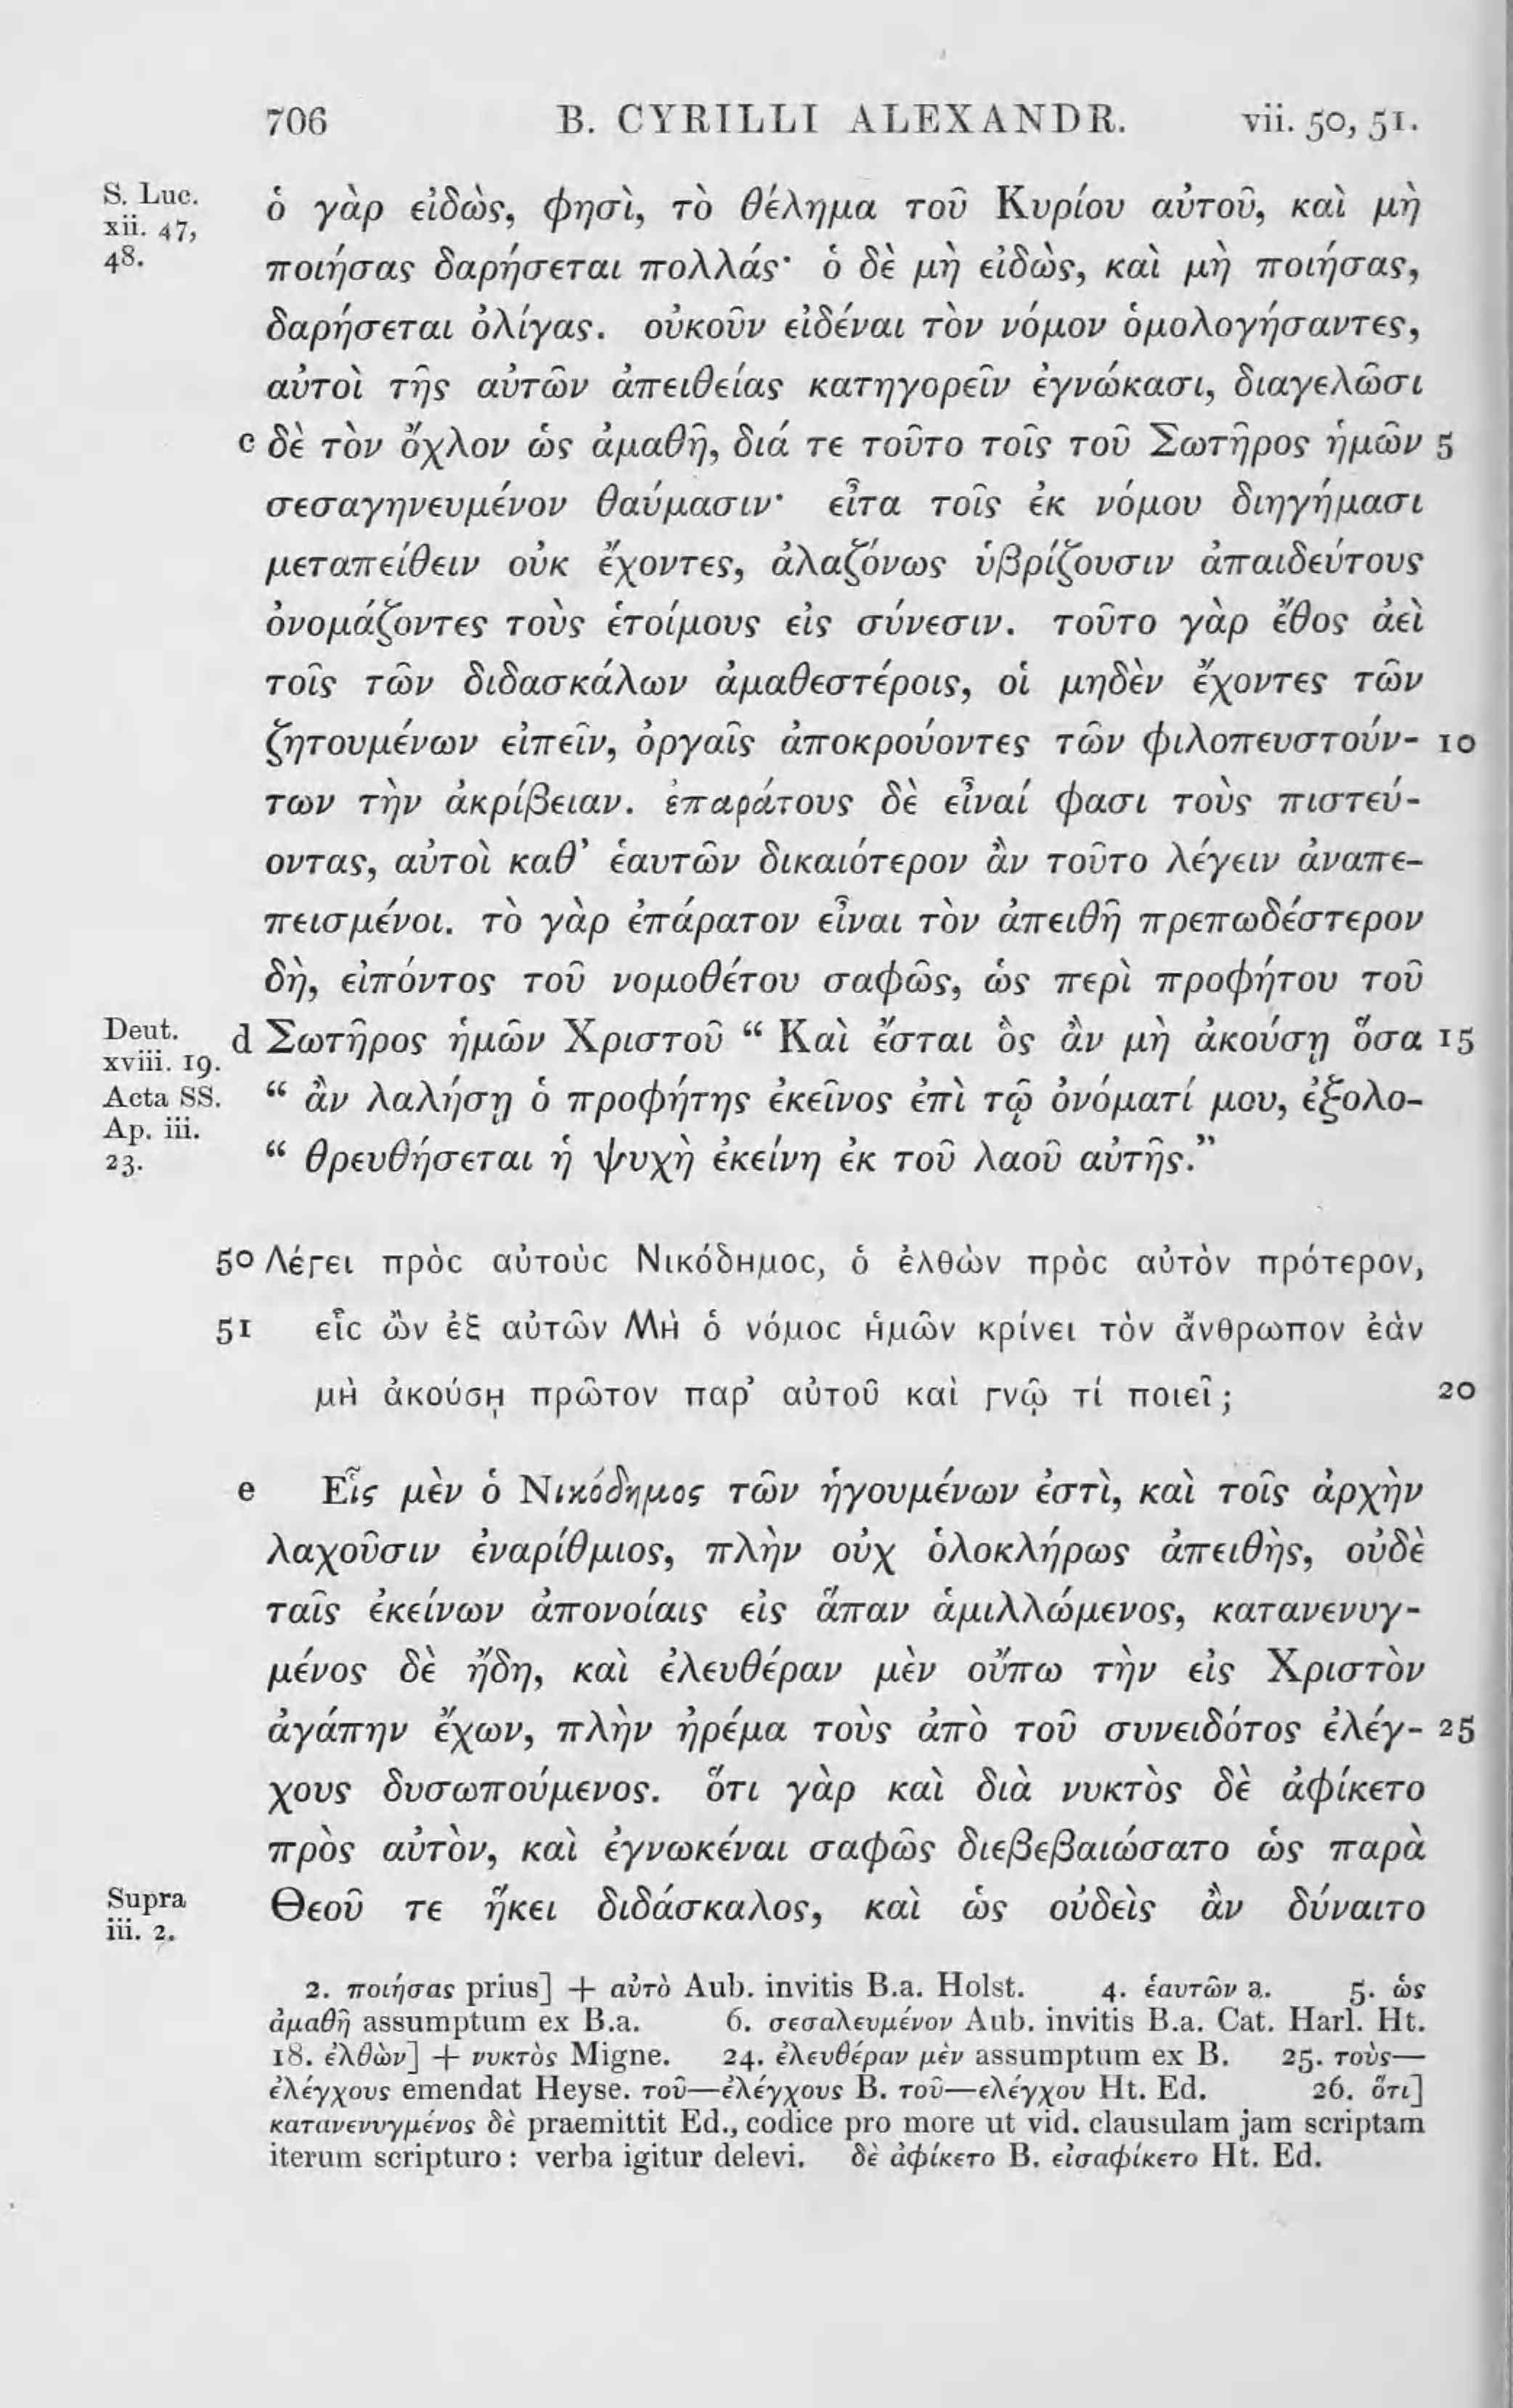 706 B. CYRILLI ALEXANDR. vii. 50, 51.
S. Luc. ὁ γὰρ εἰδὼς, φησὶ, τὸ θέλημα τοῦ Κυρίου αὐτοῦ, καὶ μὴ
xii. 47,
48. ποιήσας δαρήσεται πολλάς· ὁ δὲ μὴ εἰδὼς, καὶ μὴ ποιήσας,
δαρήσεται ὀλίγας. οὐκοῦν εἰδέναι τὸν νόμον ὁμολογήσαντες,
αὐτοὶ τῆς αὐτῶν ἀπειθείας κατηγορεῖν ἐγνώκασι, διαγελῶσι
c δὲ τὸν ὄχλον ὡς ἀμαθῆ, διά τε τοῦτο τοῖς τοῦ Σωτῆρος ἡμῶν 5
σεσαγηνευμένον θαύμασιν· εἶτα τοῖς ἐκ νόμου διηγήμασι
μεταπείθειν οὐκ ἔχοντες, ἀλαζόνως ὑβρίζουσιν ἀπαιδεύτους
ὀνομάζοντες τοὺς ἑτοίμους εἰς σύνεσιν. τοῦτο γὰρ ἔθος ἀεὶ
τοῖς τῶν διδασκάλων ἀμαθεστέροις, οἱ μηδὲν ἔχοντες τῶν
ζητουμένων εἰπεῖν, ὀργαῖς ἀποκρούοντες τῶν φιλοπευστούν- 10
των τὴν ἀκρίβειαν. ἐπαράτους δὲ εἶναί φασι τοὺς πιστεύ-
οντας, αὐτοὶ καθ’ ἑαυτῶν δικαιότερον ἂν τοῦτο λέγειν ἀναπε-
πεισμένοι. τὸ γὰρ ἐπάρατον εἶναι τὸν ἀπειθῆ πρεπωδέστερον
δὴ, εἰπόντος τοῦ νομοθέτου σαφῶς, ὡς περὶ προφήτου τοῦ
Deut. d Σωτῆρος ἡμῶν Χριστοῦ “ Καὶ ἔσται ὃς ἂν μὴ ἀκούσῃ ὅσα 15
xviii. 19.
Acta SS. “ ἂν λαλήσῃ ὁ προφήτης ἐκεῖνος ἐπὶ τῷ ὀνόματί μου, ἐξολο-
Ap. iii.
23. “ θρευθήσεται ἡ ψυχὴ ἐκείνη ἐκ τοῦ λαοῦ αὐτῆς.”
50 Λέγει πρὸς αὐτοὺς Νικόδημος, ὁ ἐλθὼν πρὸς αὐτὸν πρότερον,
51 εἷς ὢν ἐξ αὐτῶν Μὴ ὁ νόμος ἡμῶν κρίνει τὸν ἄνθρωπον ἐὰν
μὴ ἀκούσῃ πρῶτον παρ’ αὐτοῦ καὶ γνῷ τί ποιεῖ; 20
e Εἷς μὲν ὁ Νικόδημος τῶν ἡγουμένων ἐστὶ, καὶ τοῖς ἀρχὴν
λαχοῦσιν ἐναρίθμιος, πλὴν οὐχ ὁλοκλήρως ἀπειθὴς, οὐδὲ
ταῖς ἐκείνων ἀπονοίαις εἰς ἅπαν ἁμιλλώμενος, κατανενυγ-
μένος δὲ ἤδη, καὶ ἐλευθέραν μὲν οὔπω τὴν εἰς Χριστὸν
ἀγάπην ἔχων, πλὴν ἠρέμα τοὺς ἀπὸ τοῦ συνειδότος ἐλέγ- 25
χους δυσωπούμενος. ὅτι γὰρ καὶ διὰ νυκτὸς δὲ ἀφίκετο
πρὸς αὐτὸν, καὶ ἐγνωκέναι σαφῶς διεβεβαιώσατο ὡς παρὰ
Supra Θεοῦ τε ἥκει διδάσκαλος, καὶ ὡς οὐδεὶς ἂν δύναιτο
iii. 2.
2. ποιήσας prius] + αὐτὸ Aub. invitis B.a. Holst. 4. ἑαυτῶν a. 5. ὡς
ἀμαθῆ assumptum ex B.a. 6. σεσαλευμένον Aub. invitis B.a. Cat. Harl. Ht.
18. ἐλθὼν] + νυκτὸς Migne. 24. ἐλευθέραν μὲν assumptum ex B. 25. τοὺς—
ἐλέγχους emendat Heyse. τοῦ—ἐλέγχους B. τοῦ—ελέγχου Ht. Ed. 26. ὅτι]
κατανενυγμένος δὲ praemittit Ed., codice pro more ut vid. clausulam jam scriptam
iterum scripturo : verba igitur delevi. δὲ ἀφίκετο B. εἰσαφίκετο Ht. Ed.